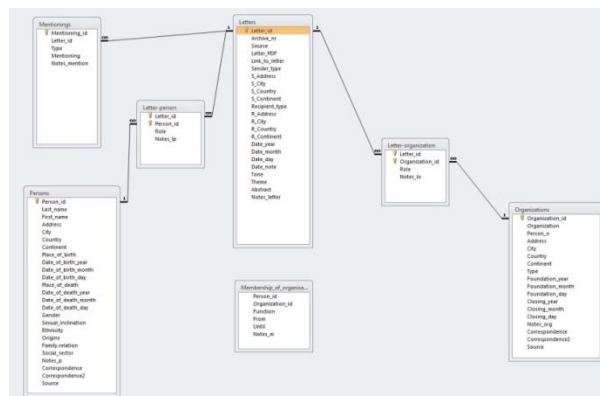 Mentionings
Mentioning_id
Letter_id
Type
Mentioning
Notes_mention
Letters
Letter_id
Archive_nr
Source
Letter_PDF
Link_to_letter
Sender_type
S_Address
S_City
S_Country
S_Continent
Recipient_type
R_Address
R_City
R_Country
R_Continent
Date_year
Date_month
Date_day
Date_note
Tone
Theme
Abstract
Notes_letter
Letter-person
Letter_id
Person_id
Role
Notes_lp
Letter-organization
Letter_id
Organization_id
Role
Notes_lo
Persons
Person_id
Last_name
First_name
Address
City
Country
Continent
Place_of_birth
Date_of_birth_year
Date_of_birth_month
Date_of_birth_day
Place_of_death
Date_of_death_year
Date_of_death_month
Date_of_death_day
Gender
Sexual_inclination
Ethnicity
Origins
Family-relation
Social_sector
Notes_p
Correspondence
Correspondence2
Source
Membership_of_organisa...
Person_id
Organization_id
Function
From
Until
Notes_m
Organizations
Organization_id
Organization
Person_o
Address
City
Country
Continent
Type
Foundation_year
Foundation_month
Foundation_day
Closing_year
Closing_month
Closing_day
Notes_org
Correspondence
Correspondence2
Source
1
1
1
1
∞
∞
∞
∞
∞